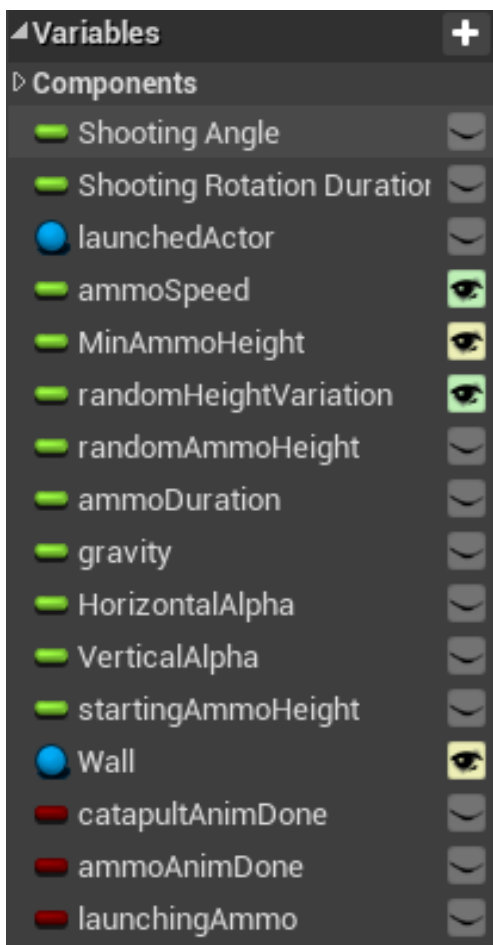 Variables
Components
Shooting Angle
Shooting Rotation Duration
launchedActor
ammoSpeed
MinAmmoHeight
randomHeightVariation
randomAmmoHeight
ammoDuration
gravity
HorizontalAlpha
VerticalAlpha
startingAmmoHeight
Wall
catapultAnimDone
ammoAnimDone
launchingAmmo